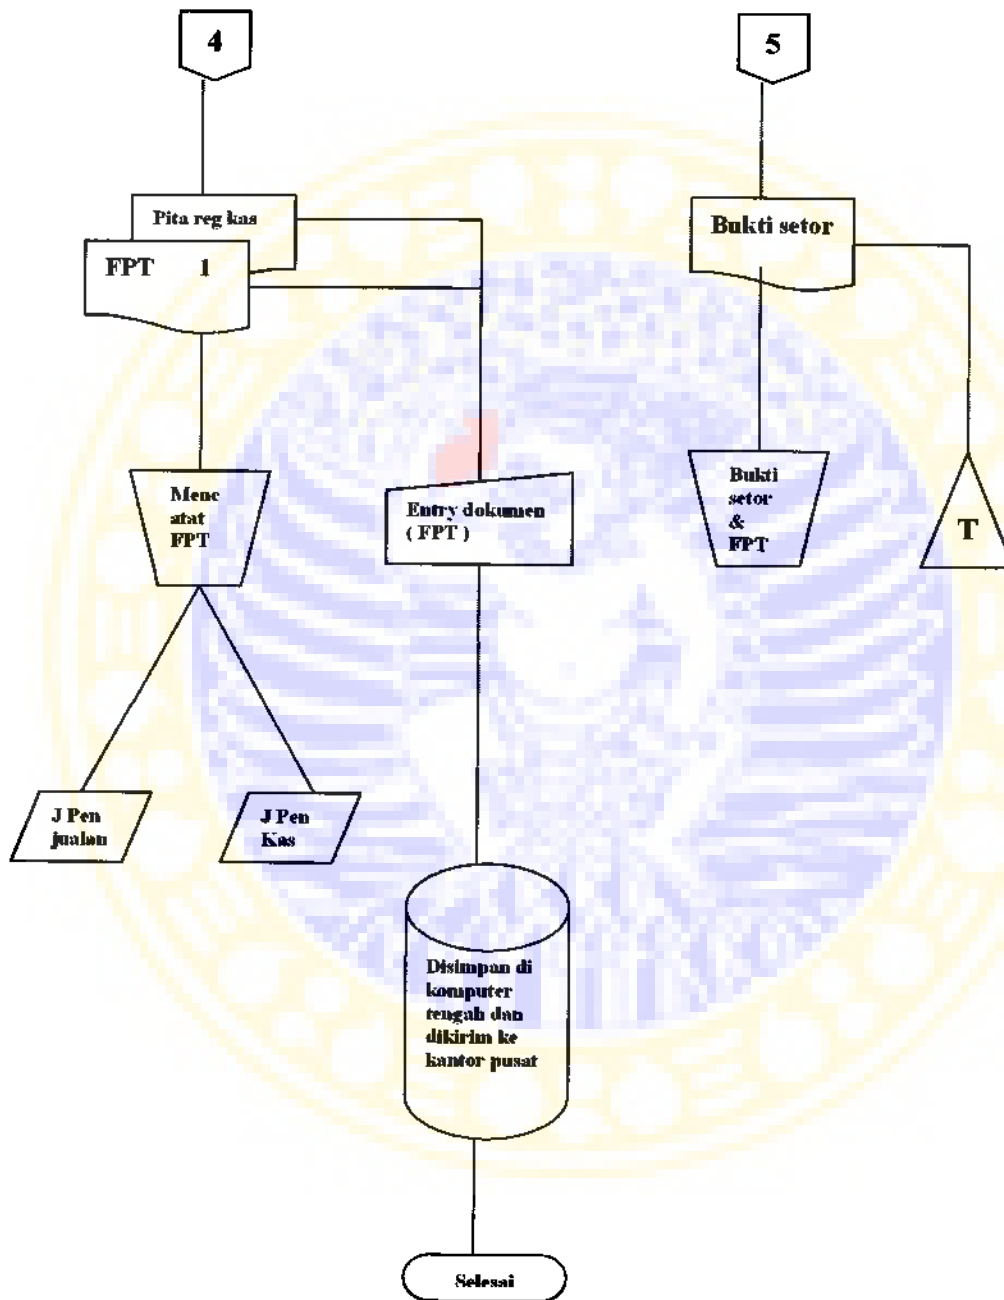 4
5
Pita reg kas
FPT 1
Bukti setor
Menc
atat
FPT
Entry dokumen
( FPT )
Bukti
setor
&
FPT
T
J Pen
jualan
J Pen
Kas
Disimpan di
komputer
tengah dan
dikirim ke
kantor pusat
Selesai